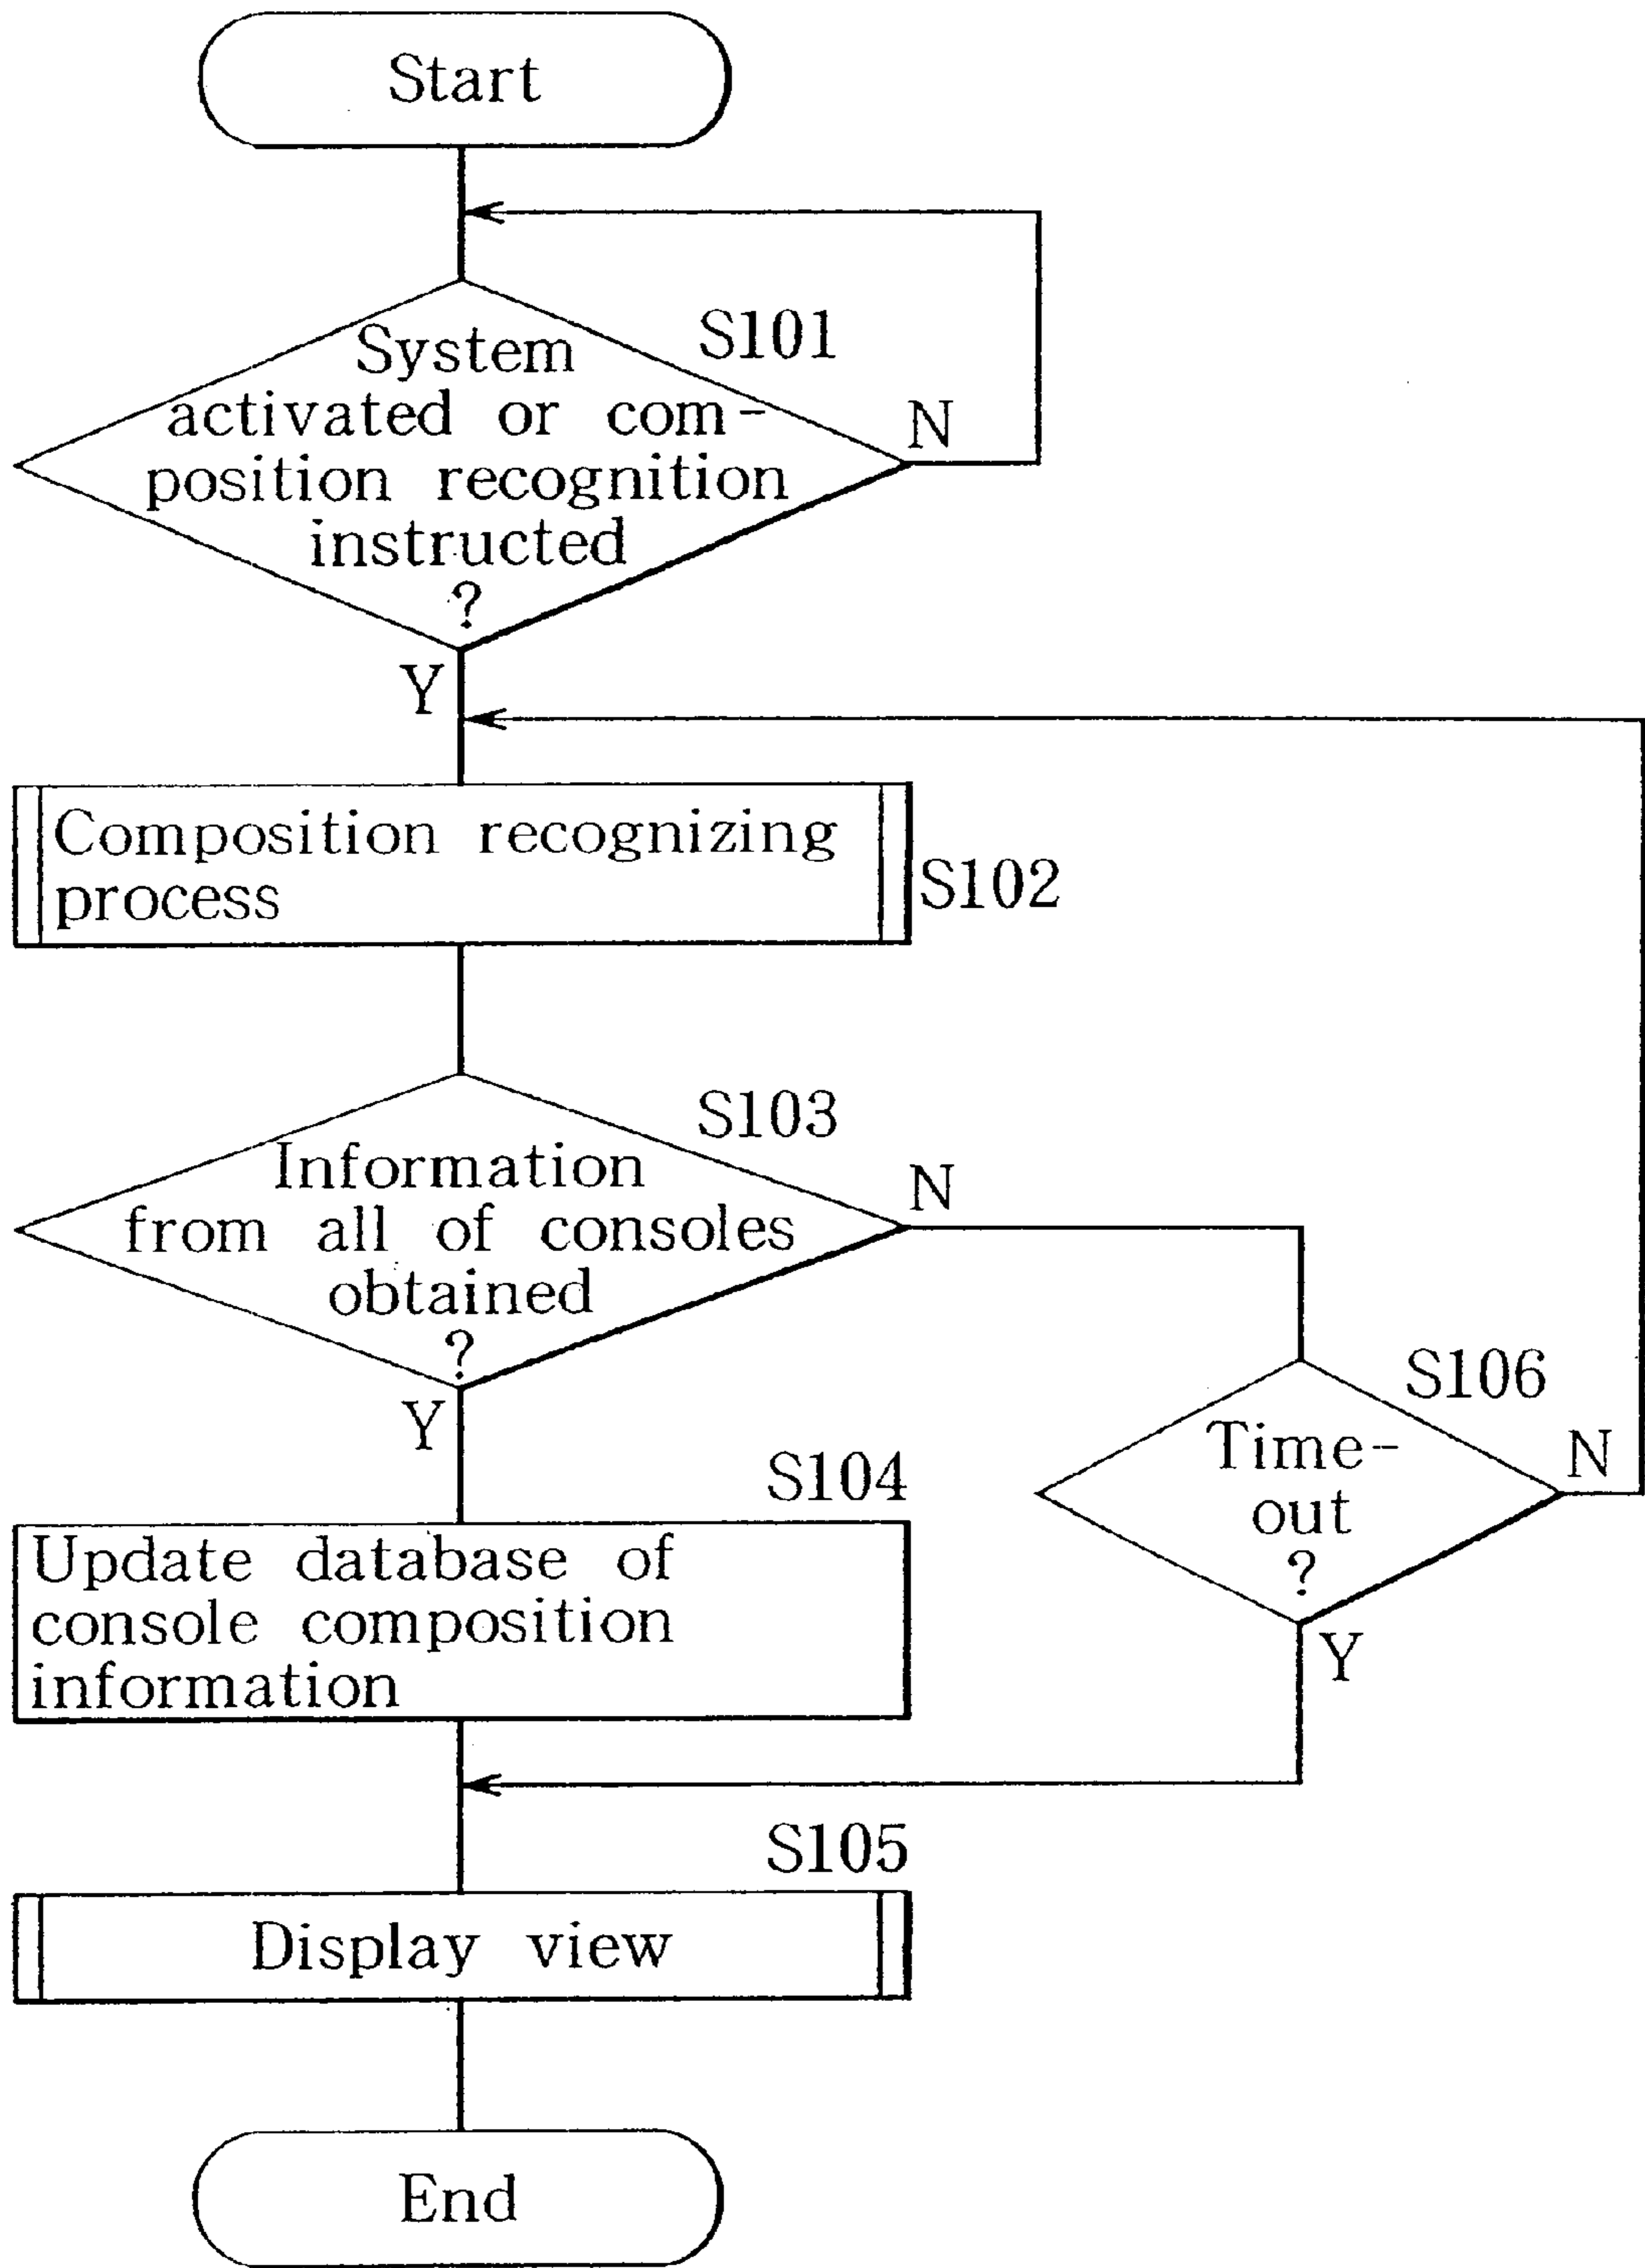 Start
S101
System
activated or com-
position recognition
instructed
?
N
Y
Composition recognizing
process
S102
S103
Information
from all of consoles
obtained
?
N
Y
S106
Time-
out
?
N
Y
S104
Update database of
console composition
information
S105
Display view
End